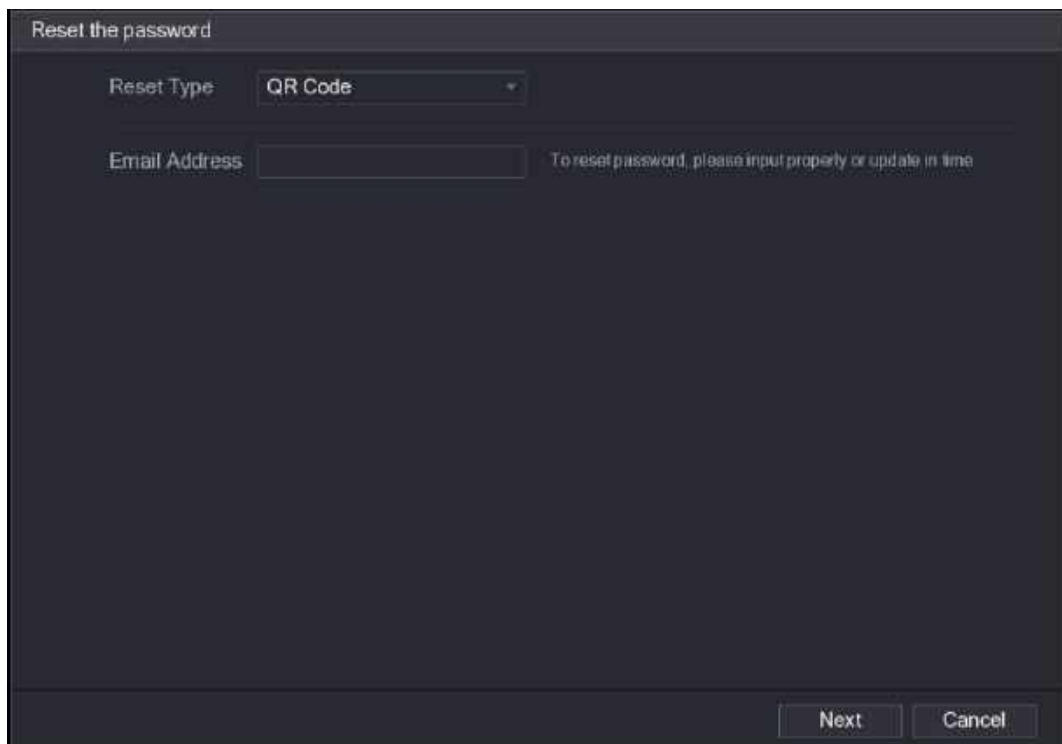 Reset the password
Reset Type QR Code
Email Address To reset password, please input properly or update in time
Next Cancel